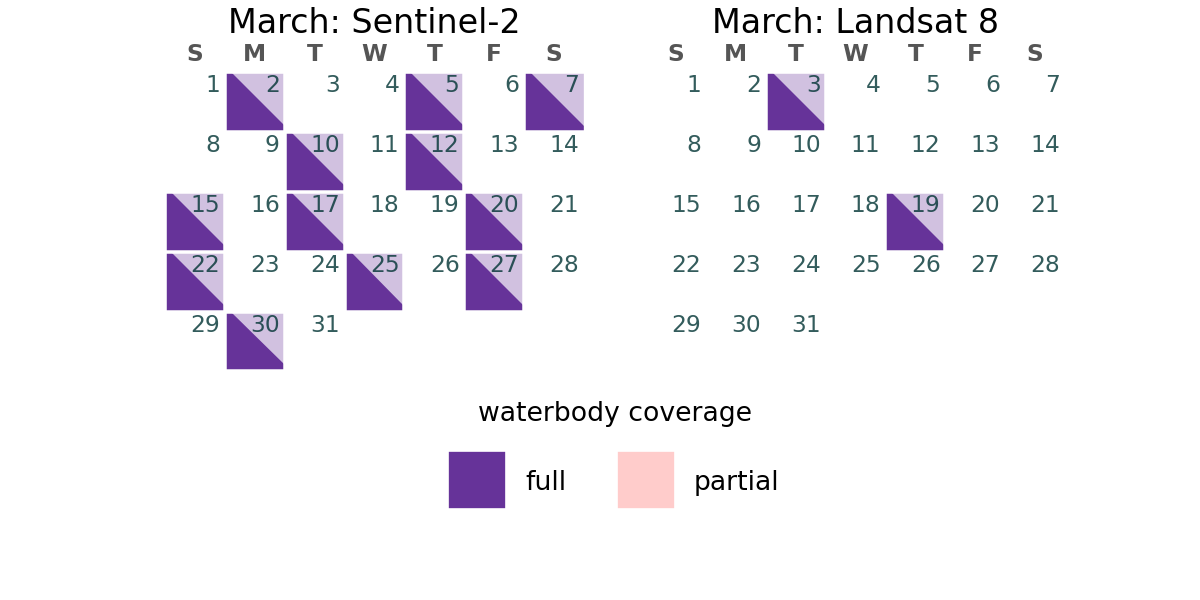 March: Sentinel-2
S M T W T F S
1 2 3 4 5 6 7
8 9 10 11 12 13 14
15 16 17 18 19 20 21
22 23 24 25 26 27 28
29 30 31
March: Landsat 8
S M T W T F S
1 2 3 4 5 6 7
8 9 10 11 12 13 14
15 16 17 18 19 20 21
22 23 24 25 26 27 28
29 30 31
waterbody coverage
full partial